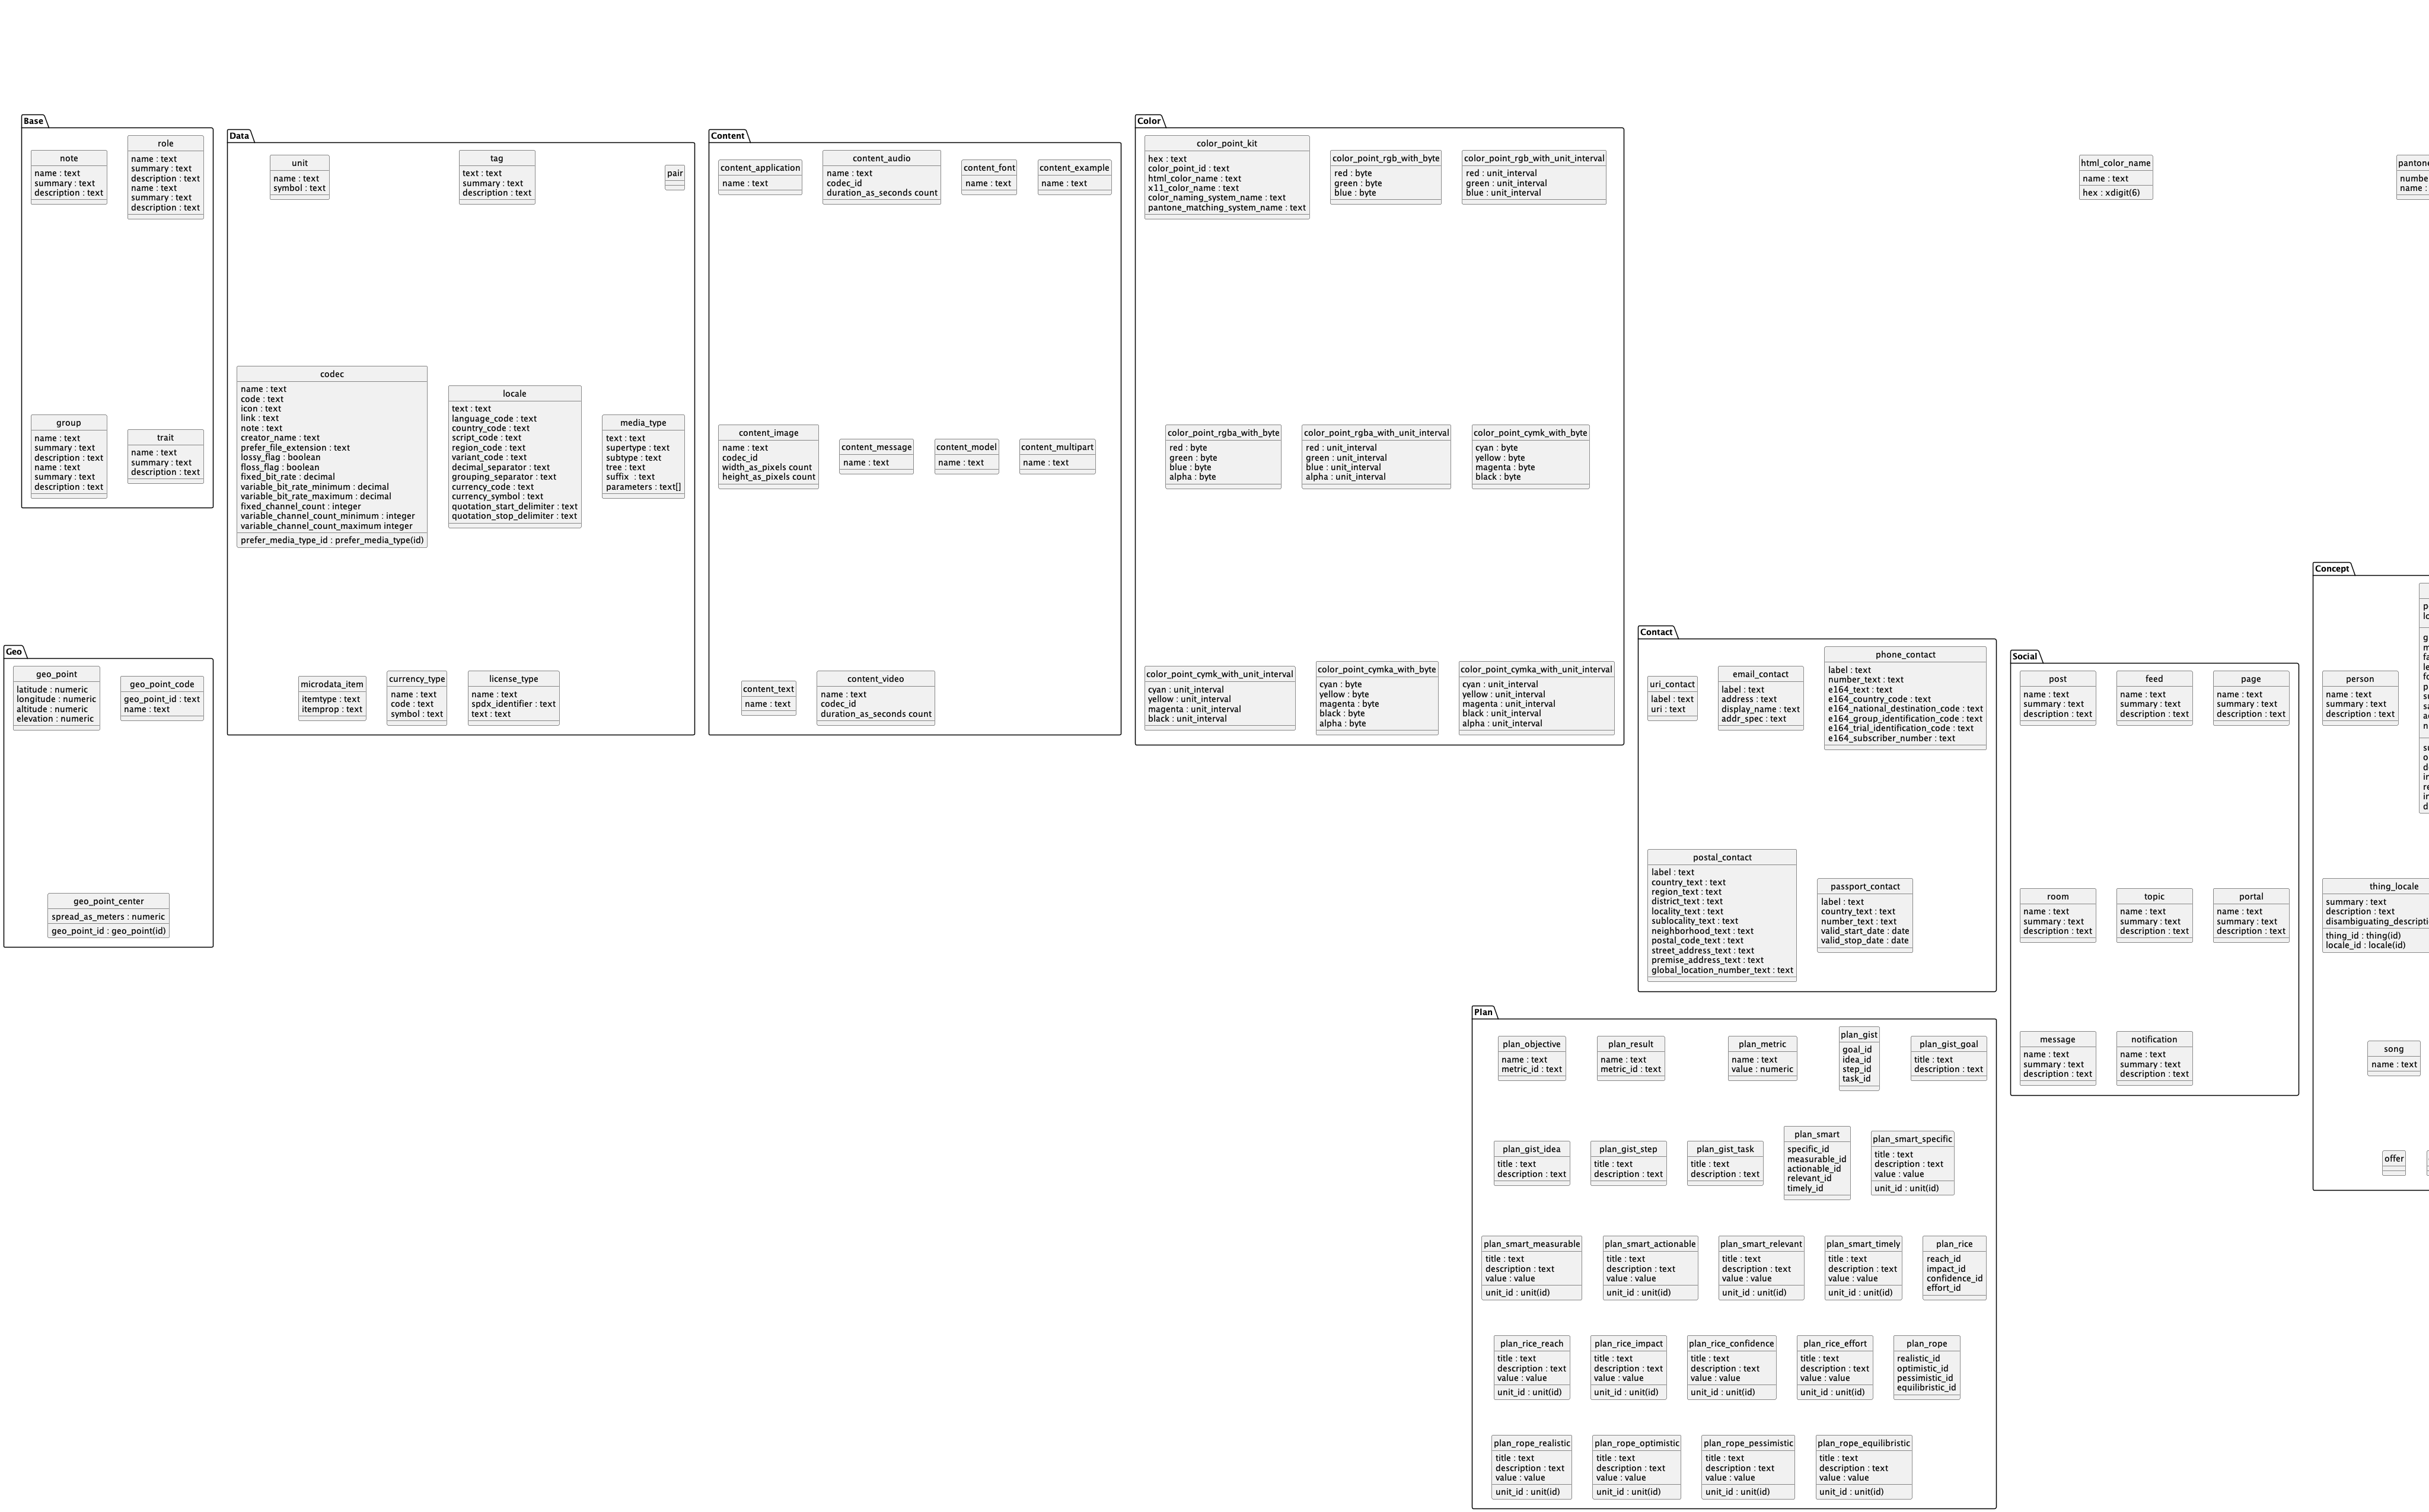 Base
note
name : text
summary : text
description : text
role
name : text
summary : text
description : text
name : text
summary : text
description : text
group
name : text
summary : text
description : text
name : text
summary : text
description : text
trait
name : text
summary : text
description : text
Data
unit
name : text
symbol : text
tag
text : text
summary : text
description : text
pair
codec
name : text
code : text
icon : text
link : text
note : text
creator_name : text
prefer_file_extension : text
lossy_flag : boolean
floss_flag : boolean
fixed_bit_rate : decimal
variable_bit_rate_minimum : decimal
variable_bit_rate_maximum : decimal
fixed_channel_count : integer
variable_channel_count_minimum : integer
variable_channel_count_maximum integer
prefer_media_type_id : prefer_media_type(id)
locale
text : text
language_code : text
country_code : text
script_code : text
region_code : text
variant_code : text
decimal_separator : text
grouping_separator : text
currency_code : text
currency_symbol : text
quotation_start_delimiter : text
quotation_stop_delimiter : text
media_type
text : text
supertype : text
subtype : text
tree : text
suffix  : text
parameters : text[]
microdata_item
itemtype : text
itemprop : text
currency_type
name : text
code : text
symbol : text
license_type
name : text
spdx_identifier : text
text : text
Content
content_application
name : text
content_audio
name : text
codec_id
duration_as_seconds count
content_font
name : text
content_example
name : text
content_image
name : text
codec_id
width_as_pixels count
height_as_pixels count
content_message
name : text
content_model
name : text
content_multipart
name : text
content_text
name : text
content_video
name : text
codec_id
duration_as_seconds count
Color
color_point_kit
hex : text
color_point_id : text
html_color_name : text
x11_color_name : text
color_naming_system_name : text
pantone_matching_system_name : text
color_point_rgb_with_byte
red : byte
green : byte
blue : byte
color_point_rgb_with_unit_interval
red : unit_interval
green : unit_interval
blue : unit_interval
color_point_rgba_with_byte
red : byte
green : byte
blue : byte
alpha : byte
color_point_rgba_with_unit_interval
red : unit_interval
green : unit_interval
blue : unit_interval
alpha : unit_interval
color_point_cymk_with_byte
cyan : byte
yellow : byte
magenta : byte
black : byte
color_point_cymk_with_unit_interval
cyan : unit_interval
yellow : unit_interval
magenta : unit_interval
black : unit_interval
color_point_cymka_with_byte
cyan : byte
yellow : byte
magenta : byte
black : byte
alpha : byte
color_point_cymka_with_unit_interval
cyan : unit_interval
yellow : unit_interval
magenta : unit_interval
black : unit_interval
alpha : unit_interval
html_color_name
name : text
hex : xdigit(6)
pantone
numbe
name :
Geo
geo_point
latitude : numeric
longitude : numeric
altitude : numeric
elevation : numeric
geo_point_code
geo_point_id : text
name : text
geo_point_center
spread_as_meters : numeric
geo_point_id : geo_point(id)
Contact
uri_contact
label : text
uri : text
email_contact
label : text
address : text
display_name : text
addr_spec : text
phone_contact
label : text
number_text : text
e164_text : text
e164_country_code : text
e164_national_destination_code : text
e164_group_identification_code : text
e164_trial_identification_code : text
e164_subscriber_number : text
postal_contact
label : text
country_text : text
region_text : text
district_text : text
locality_text : text
sublocality_text : text
neighborhood_text : text
postal_code_text : text
street_address_text : text
premise_address_text : text
global_location_number_text : text
passport_contact
label : text
country_text : text
number_text : text
valid_start_date : date
valid_stop_date : date
Social
post
name : text
summary : text
description : text
feed
name : text
summary : text
description : text
page
name : text
summary : text
description : text
room
name : text
summary : text
description : text
topic
name : text
summary : text
description : text
portal
name : text
summary : text
description : text
message
name : text
summary : text
description : text
notification
name : text
summary : text
description : text
Concept
person
name : text
summary : text
description : text
p
lo
g
m
fa
le
fo
p
su
sa
ac
n
su
o
d
in
re
in
d
thing_locale
summary : text
description : text
disambiguating_descripti
thing_id : thing(id)
locale_id : locale(id)
song
name : text
offer
Plan
plan_objective
name : text
metric_id : text
plan_result
name : text
metric_id : text
plan_metric
name : text
value : numeric
plan_gist
goal_id
idea_id
step_id
task_id
plan_gist_goal
title : text
description : text
plan_gist_idea
title : text
description : text
plan_gist_step
title : text
description : text
plan_gist_task
title : text
description : text
plan_smart
specific_id
measurable_id
actionable_id
relevant_id
timely_id
plan_smart_specific
title : text
description : text
value : value
unit_id : unit(id)
plan_smart_measurable
title : text
description : text
value : value
unit_id : unit(id)
plan_smart_actionable
title : text
description : text
value : value
unit_id : unit(id)
plan_smart_relevant
title : text
description : text
value : value
unit_id : unit(id)
plan_smart_timely
title : text
description : text
value : value
unit_id : unit(id)
plan_rice
reach_id
impact_id
confidence_id
effort_id
plan_rice_reach
title : text
description : text
value : value
unit_id : unit(id)
plan_rice_impact
title : text
description : text
value : value
unit_id : unit(id)
plan_rice_confidence
title : text
description : text
value : value
unit_id : unit(id)
plan_rice_effort
title : text
description : text
value : value
unit_id : unit(id)
plan_rope
realistic_id
optimistic_id
pessimistic_id
equilibristic_id
plan_rope_realistic
title : text
description : text
value : value
unit_id : unit(id)
plan_rope_optimistic
title : text
description : text
value : value
unit_id : unit(id)
plan_rope_pessimistic
title : text
description : text
value : value
unit_id : unit(id)
plan_rope_equilibristic
title : text
description : text
value : value
unit_id : unit(id)